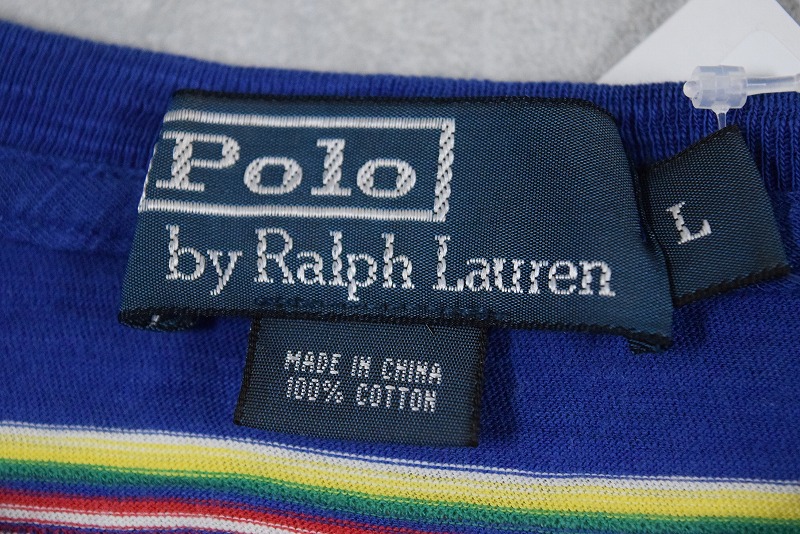 Polo
by Ralph Lauren
L
MADE IN CHINA
100% COTTON